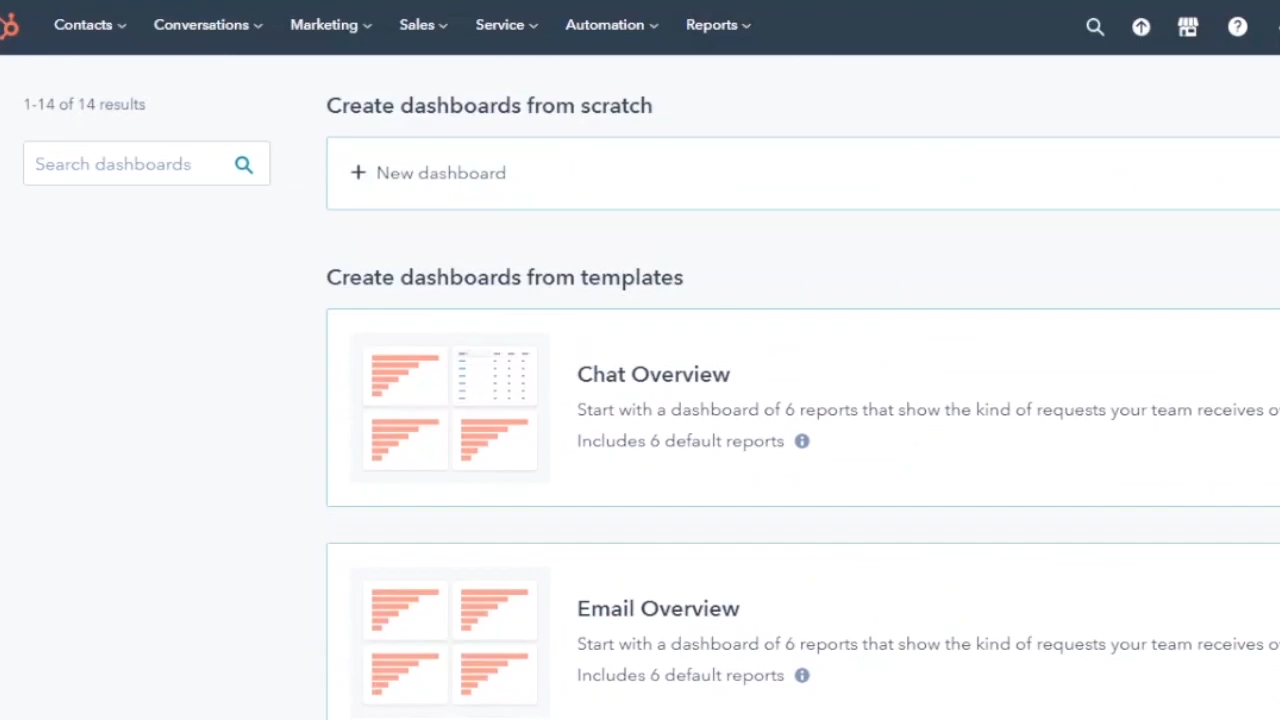 Contacts Conversations Marketing Sales Service Automation Reports
1-14 of 14 results
Search dashboards
Create dashboards from scratch
+ New dashboard
Create dashboards from templates
Chat Overview
Start with a dashboard of 6 reports that show the kind of requests your team receives
Includes 6 default reports
Email Overview
Start with a dashboard of 6 reports that show the kind of requests your team receives
Includes 6 default reports